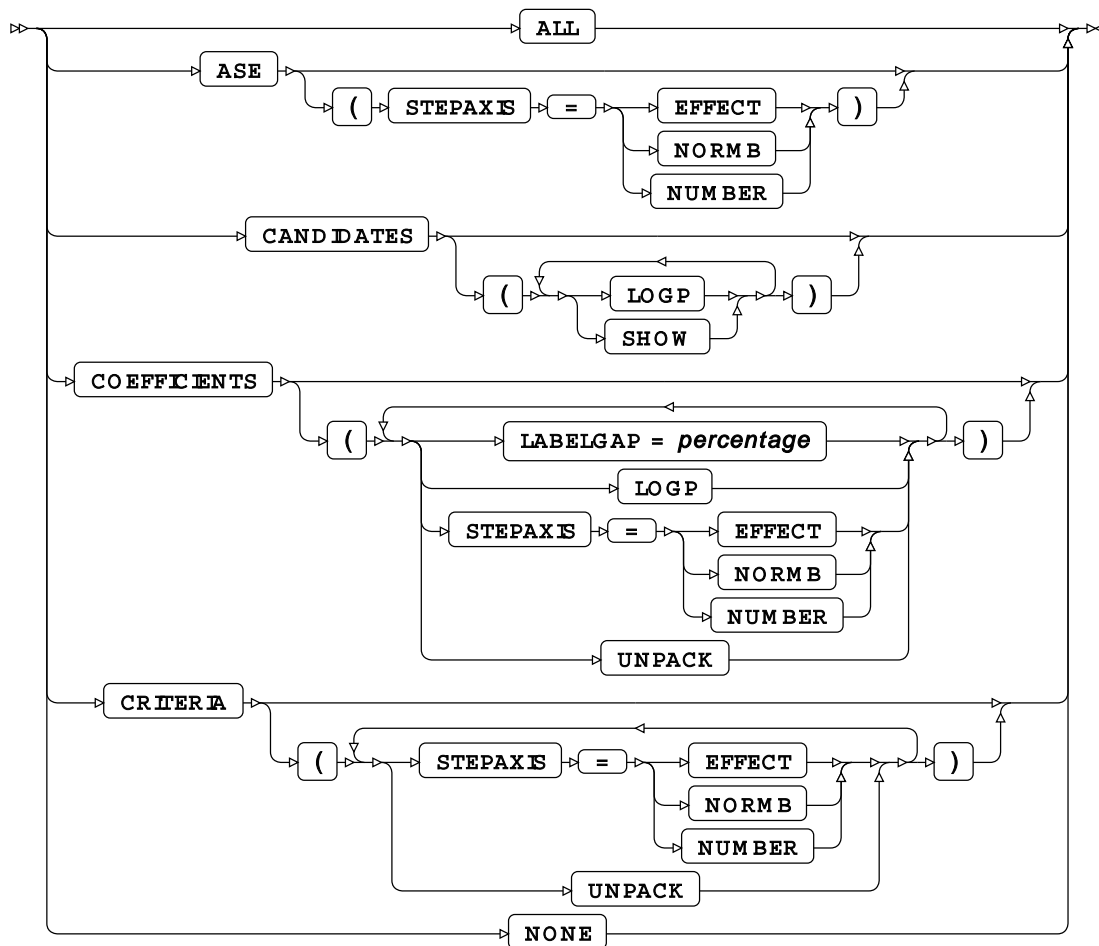 ALL
ASE
( STEPAXIS = EFFECT )
NORMB
NUMBER
CANDIDATES
( LOGP )
SHOW
COEFFICIENTS
( LABELGAP = percentage )
LOGP
STEPAXIS = EFFECT
NORMB
NUMBER
UNPACK
CRITERIA
( STEPAXIS = EFFECT )
NORMB
NUMBER
UNPACK
NONE